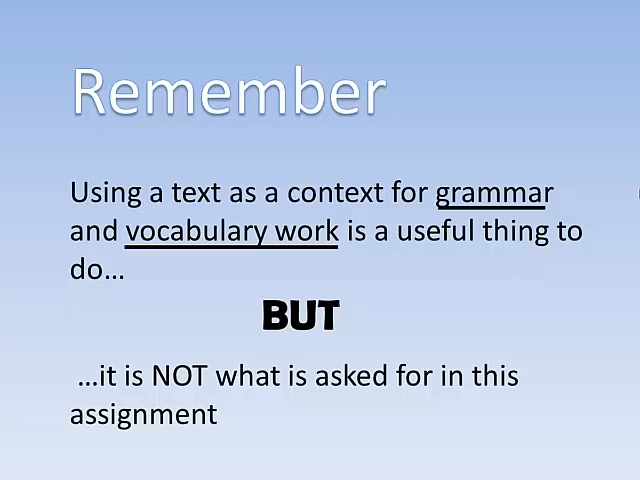 Remember
Using a text as a context for grammar
and vocabulary work is a useful thing to
do…
BUT
…it is NOT what is asked for in this
assignment